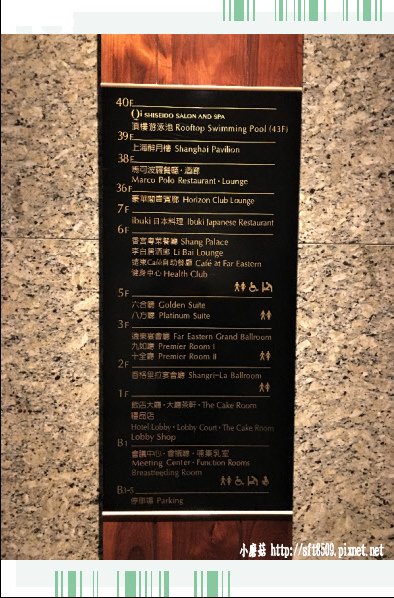 40F
Qi SHISEIDO SALON AND SPA
頂樓游泳池 Rooftop Swimming Pool (43F)
39F
上海醉月樓 Shanghai Pavilion
38F
馬可波羅餐廳・酒廊
Marco Polo Restaurant・Lounge
36F
豪華閣貴賓廊 Horizon Club Lounge
7F
ibuki 日本料理 Ibuki Japanese Restaurant
6F
香宮粵菜餐廳 Shang Palace
李白居酒廊 Li Bai Lounge
遠東Café自助餐廳 Café at Far Eastern
健身中心 Health Club
5F
六合廳 Golden Suite
八方廳 Platinum Suite
3F
遠東宴會廳 Far Eastern Grand Ballroom
九如廳 Premier Room I
十全廳 Premier Room II
2F
香格里拉宴會廳 Shangri-La Ballroom
1F
飯店大廳・大廳茶軒・The Cake Room
禮品店
Hotel Lobby・Lobby Court・The Cake Room
Lobby Shop
B1
會議中心・會議廳・哺集乳室
Meeting Center・Function Rooms
Breastfeeding Room
B3-5
停車場 Parking
小蘑菇 http://sft8509.pixnet.net